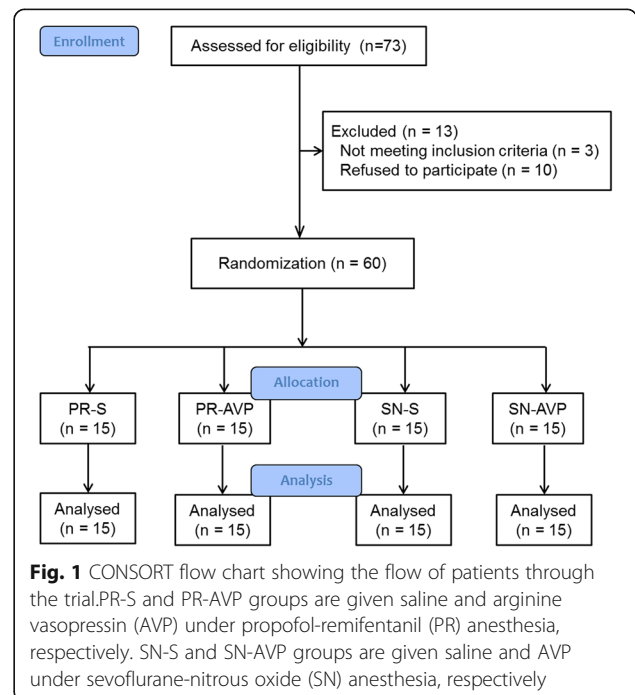 Enrollment
Assessed for eligibility (n=73)
Excluded (n = 13)
Not meeting inclusion criteria (n = 3)
Refused to participate (n = 10)
Randomization (n = 60)
Allocation
PR-S
(n = 15)
PR-AVP
(n = 15)
SN-S
(n = 15)
SN-AVP
(n = 15)
Analysis
Analysed
(n = 15)
Analysed
(n = 15)
Analysed
(n = 15)
Analysed
(n = 15)
Fig. 1 CONSORT flow chart showing the flow of patients through
the trial.PR-S and PR-AVP groups are given saline and arginine
vasopressin (AVP) under propofol-remifentanil (PR) anesthesia,
respectively. SN-S and SN-AVP groups are given saline and AVP
under sevoflurane-nitrous oxide (SN) anesthesia, respectively